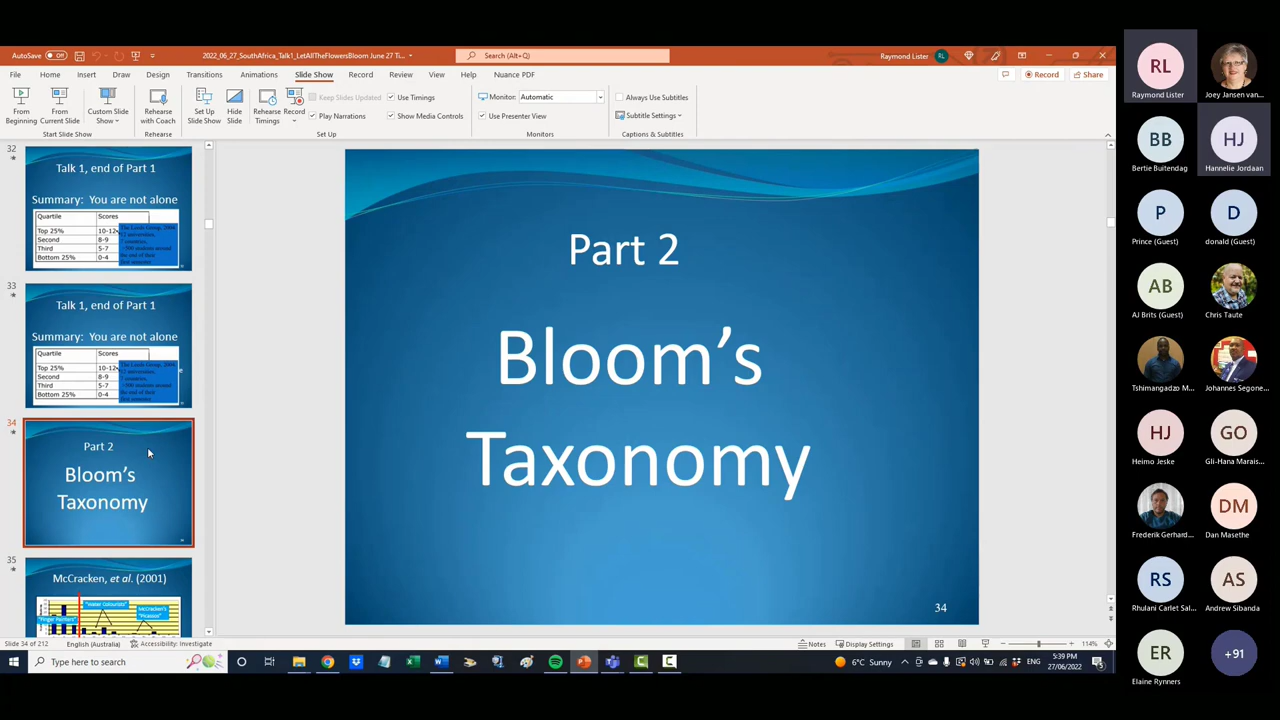 AutoSave Off
2022_06_27_SouthAfrica_Talk1_LetAllTheFlowersBloom June 27 Ti...
Search (Alt+Q)
Raymond Lister RL
File Home Insert Draw Design Transitions Animations Slide Show Record Review View Help Nuance PDF
Record Share
From Beginning
From Current Slide
Custom Slide Show
Start Slide Show
Rehearse with Coach
Rehearse
Set Up Slide Show
Hide Slide
Rehearse Timings
Record
Keep Slides Updated
Play Narrations
Use Timings
Show Media Controls
Set Up
Monitor: Automatic
Use Presenter View
Monitors
Always Use Subtitles
Subtitle Settings
Captions & Subtitles
32
Talk 1, end of Part 1
Summary: You are not alone
Quartile Scores
Top 25% 10-12
Second 8-9
Third 5-7
Bottom 25% 0-4
33
Talk 1, end of Part 1
Summary: You are not alone
Quartile Scores
Top 25% 10-12
Second 8-9
Third 5-7
Bottom 25% 0-4
34
Part 2
Bloom's
Taxonomy
35
McCracken, et al. (2001)
Part 2
Bloom's
Taxonomy
34
Slide 34 of 212
English (Australia)
Accessibility: Investigate
Notes
Display Settings
114%
Type here to search
6°C Sunny
ENG
5:39 PM
27/06/2022
RL
Raymond Lister
Joey Jansen van...
BB
Bertie Buitendag
HJ
Hannelie Jordaan
P
Prince (Guest)
D
donald (Guest)
AB
AJ Brits (Guest)
Chris Taute
Tshimangadzo M...
Johannes Segone...
HJ
Heimo Jeske
GO
Gli-Hana Marais...
Frederik Gerhard...
DM
Dan Masethe
RS
Rhulani Carlet Sal...
AS
Andrew Sibanda
ER
Elaine Rynners
+91